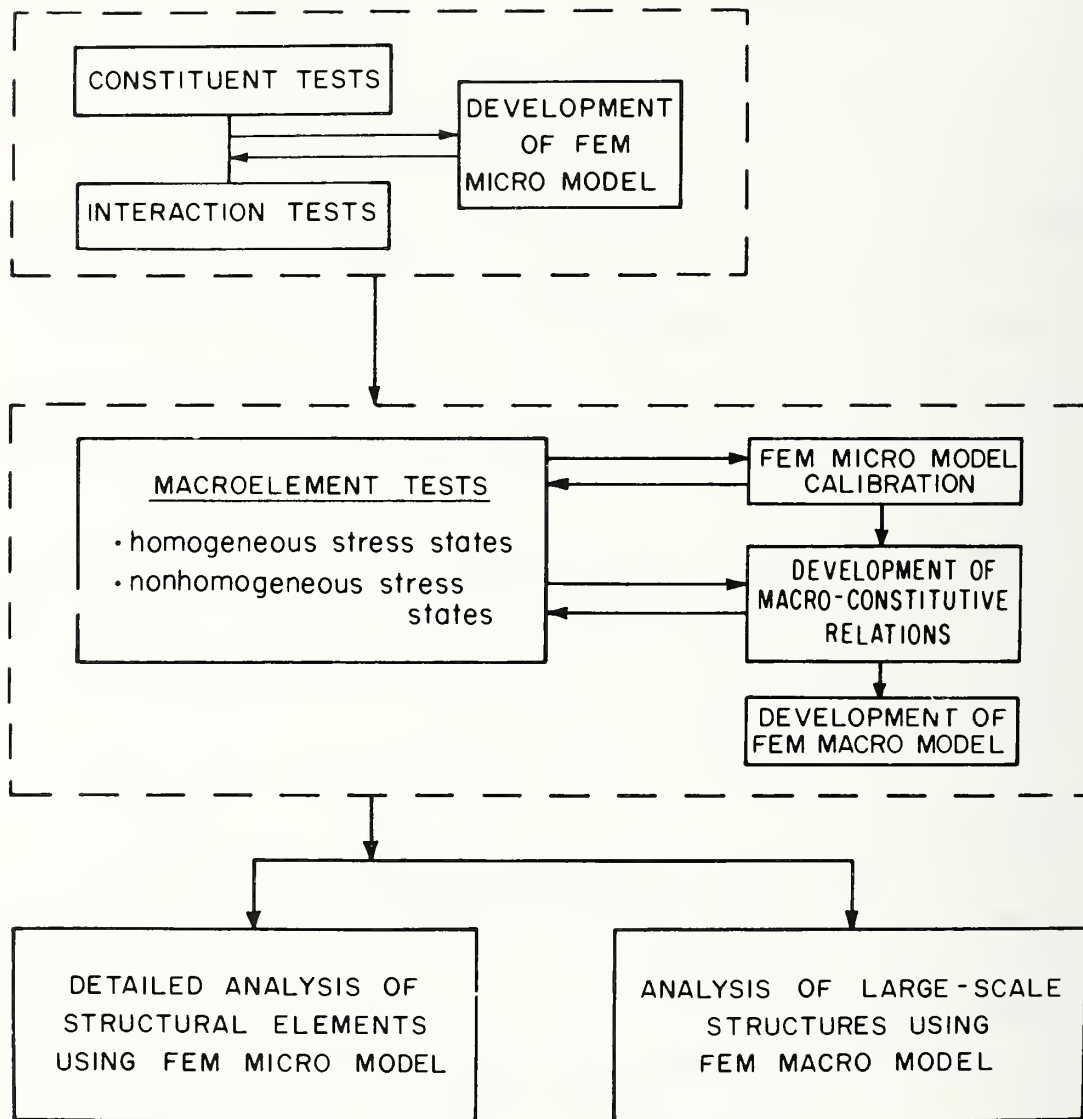 CONSTITUENT TESTS
DEVELOPMENT
OF FEM
MICRO MODEL
INTERACTION TESTS
MACROELEMENT TESTS
· homogeneous stress states
· nonhomogeneous stress
states
FEM MICRO MODEL
CALIBRATION
DEVELOPMENT OF
MACRO-CONSTITUTIVE
RELATIONS
DEVELOPMENT OF
FEM MACRO MODEL
DETAILED ANALYSIS OF
STRUCTURAL ELEMENTS
USING FEM MICRO MODEL
ANALYSIS OF LARGE-SCALE
STRUCTURES USING
FEM MACRO MODEL